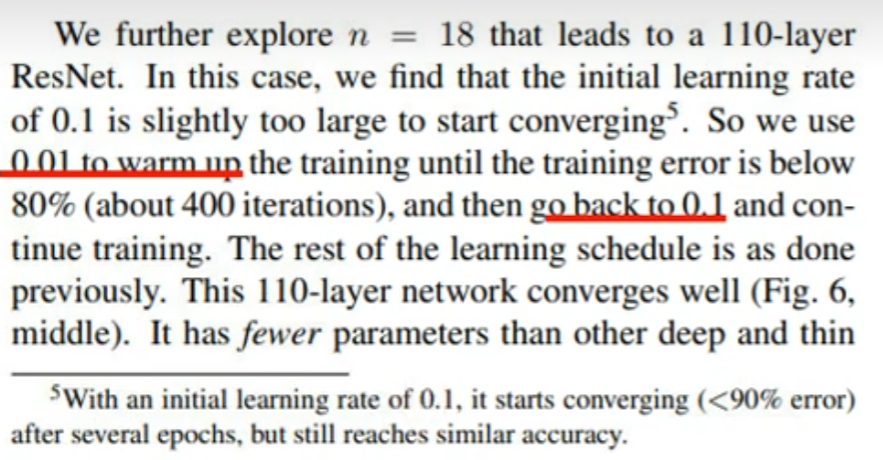 We further explore n = 18 that leads to a 110-layer
ResNet. In this case, we find that the initial learning rate
of 0.1 is slightly too large to start converging⁵. So we use
0.01 to warm up the training until the training error is below
80% (about 400 iterations), and then go back to 0.1 and con-
tinue training. The rest of the learning schedule is as done
previously. This 110-layer network converges well (Fig. 6,
middle). It has fewer parameters than other deep and thin
⁵With an initial learning rate of 0.1, it starts converging (<90% error)
after several epochs, but still reaches similar accuracy.